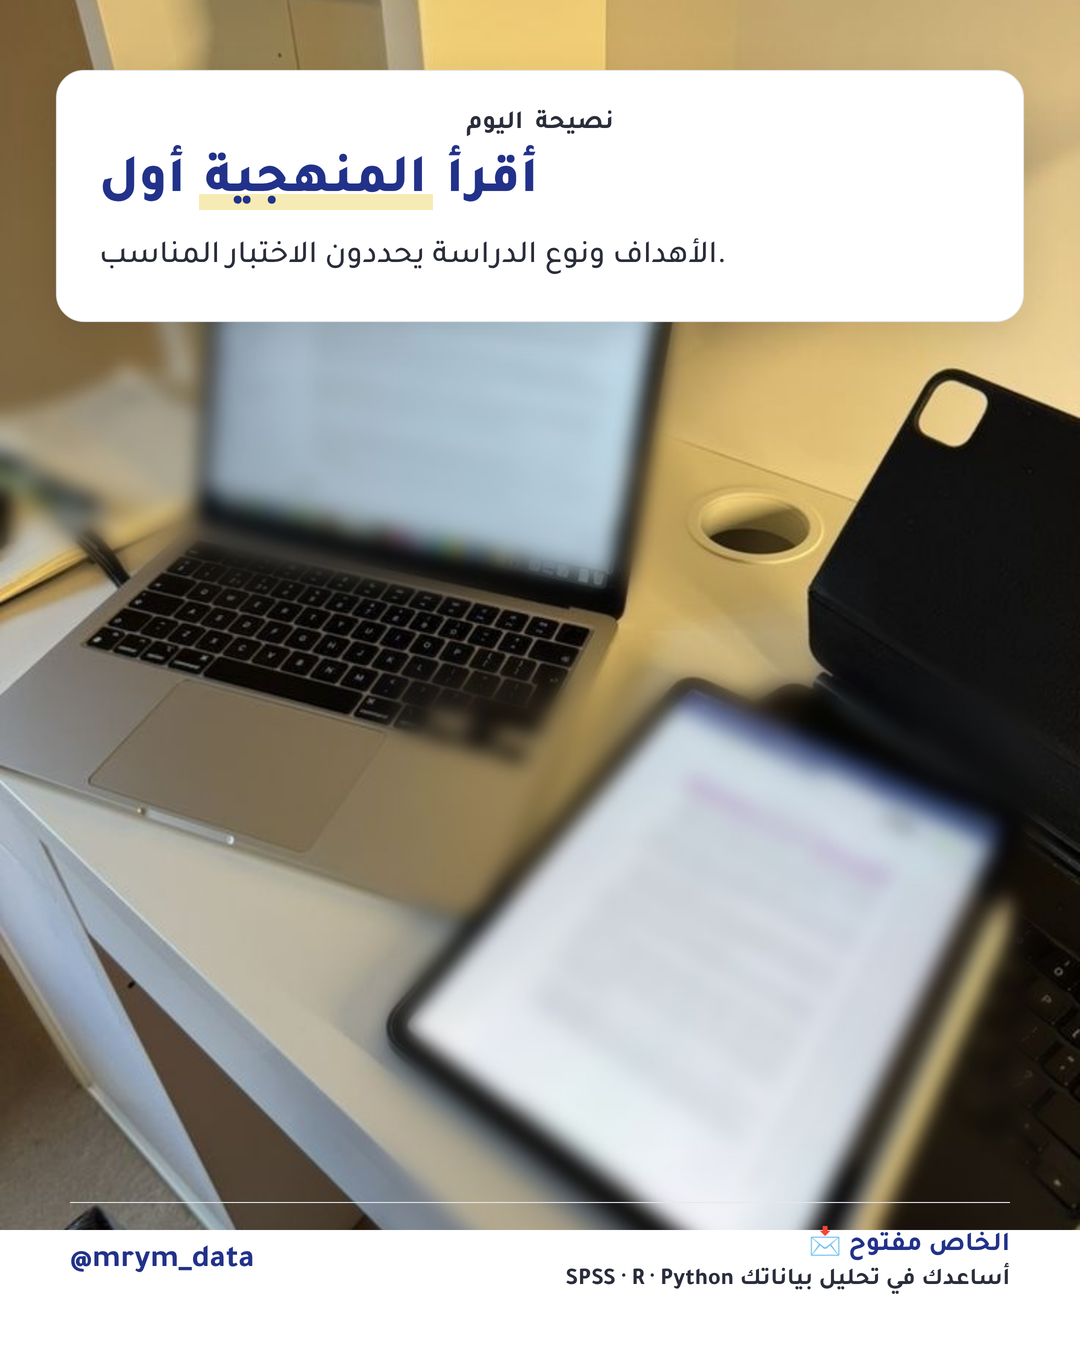 نصيحة اليوم
أقرأ المنهجية أول
الأهداف ونوع الدراسة يحددون الاختبار المناسب.
الخاص مفتوح 📩
أساعدك في تحليل بياناتك SPSS · R · Python
@mrym_data